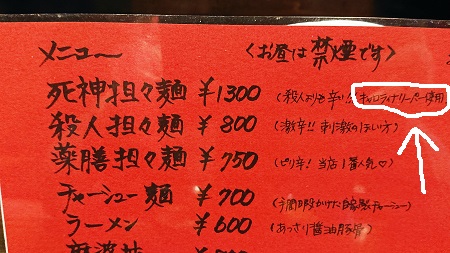 メニュー 〈お昼は禁煙です〉
死神担々麺 ¥1300 (殺人よりも辛い!! キャロライナリーパー使用)
殺人担々麺 ¥800 (激辛!! 刺激がほしい方)
薬膳担々麺 ¥750 (ピリ辛! 当店1番人気♡)
チャーシュー麺 ¥700 (手間暇かけた自家製チャーシュー)
ラーメン ¥600 (あっさり醤油豚骨)